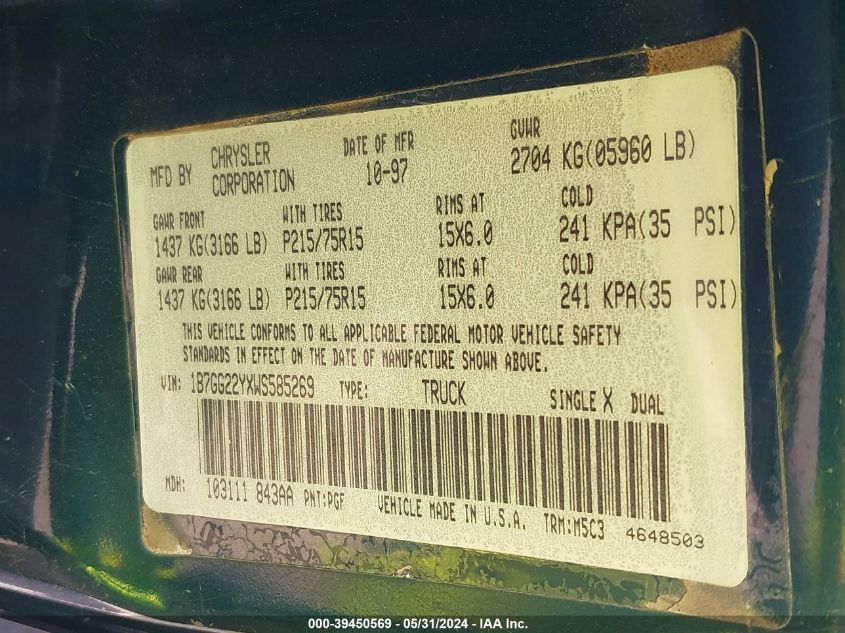 MFD BY CHRYSLER CORPORATION DATE OF MFR 10-97 GVWR 2704 KG(05960 LB)
GAWR FRONT WITH TIRES RIMS AT COLD
1437 KG(3166 LB) P215/75R15 15X6.0 241 KPA(35 PSI)
GAWR REAR WITH TIRES RIMS AT COLD
1437 KG(3166 LB) P215/75R15 15X6.0 241 KPA(35 PSI)
THIS VEHICLE CONFORMS TO ALL APPLICABLE FEDERAL MOTOR VEHICLE SAFETY
STANDARDS IN EFFECT ON THE DATE OF MANUFACTURE SHOWN ABOVE.
VIN: 1B7GG22YXWS585269 TYPE: TRUCK SINGLE X DUAL
MDH: 103111 843AA PNT:PGF VEHICLE MADE IN U.S.A. TRM:M5C3 4648503
000-39450569 - 05/31/2024 - IAA Inc.